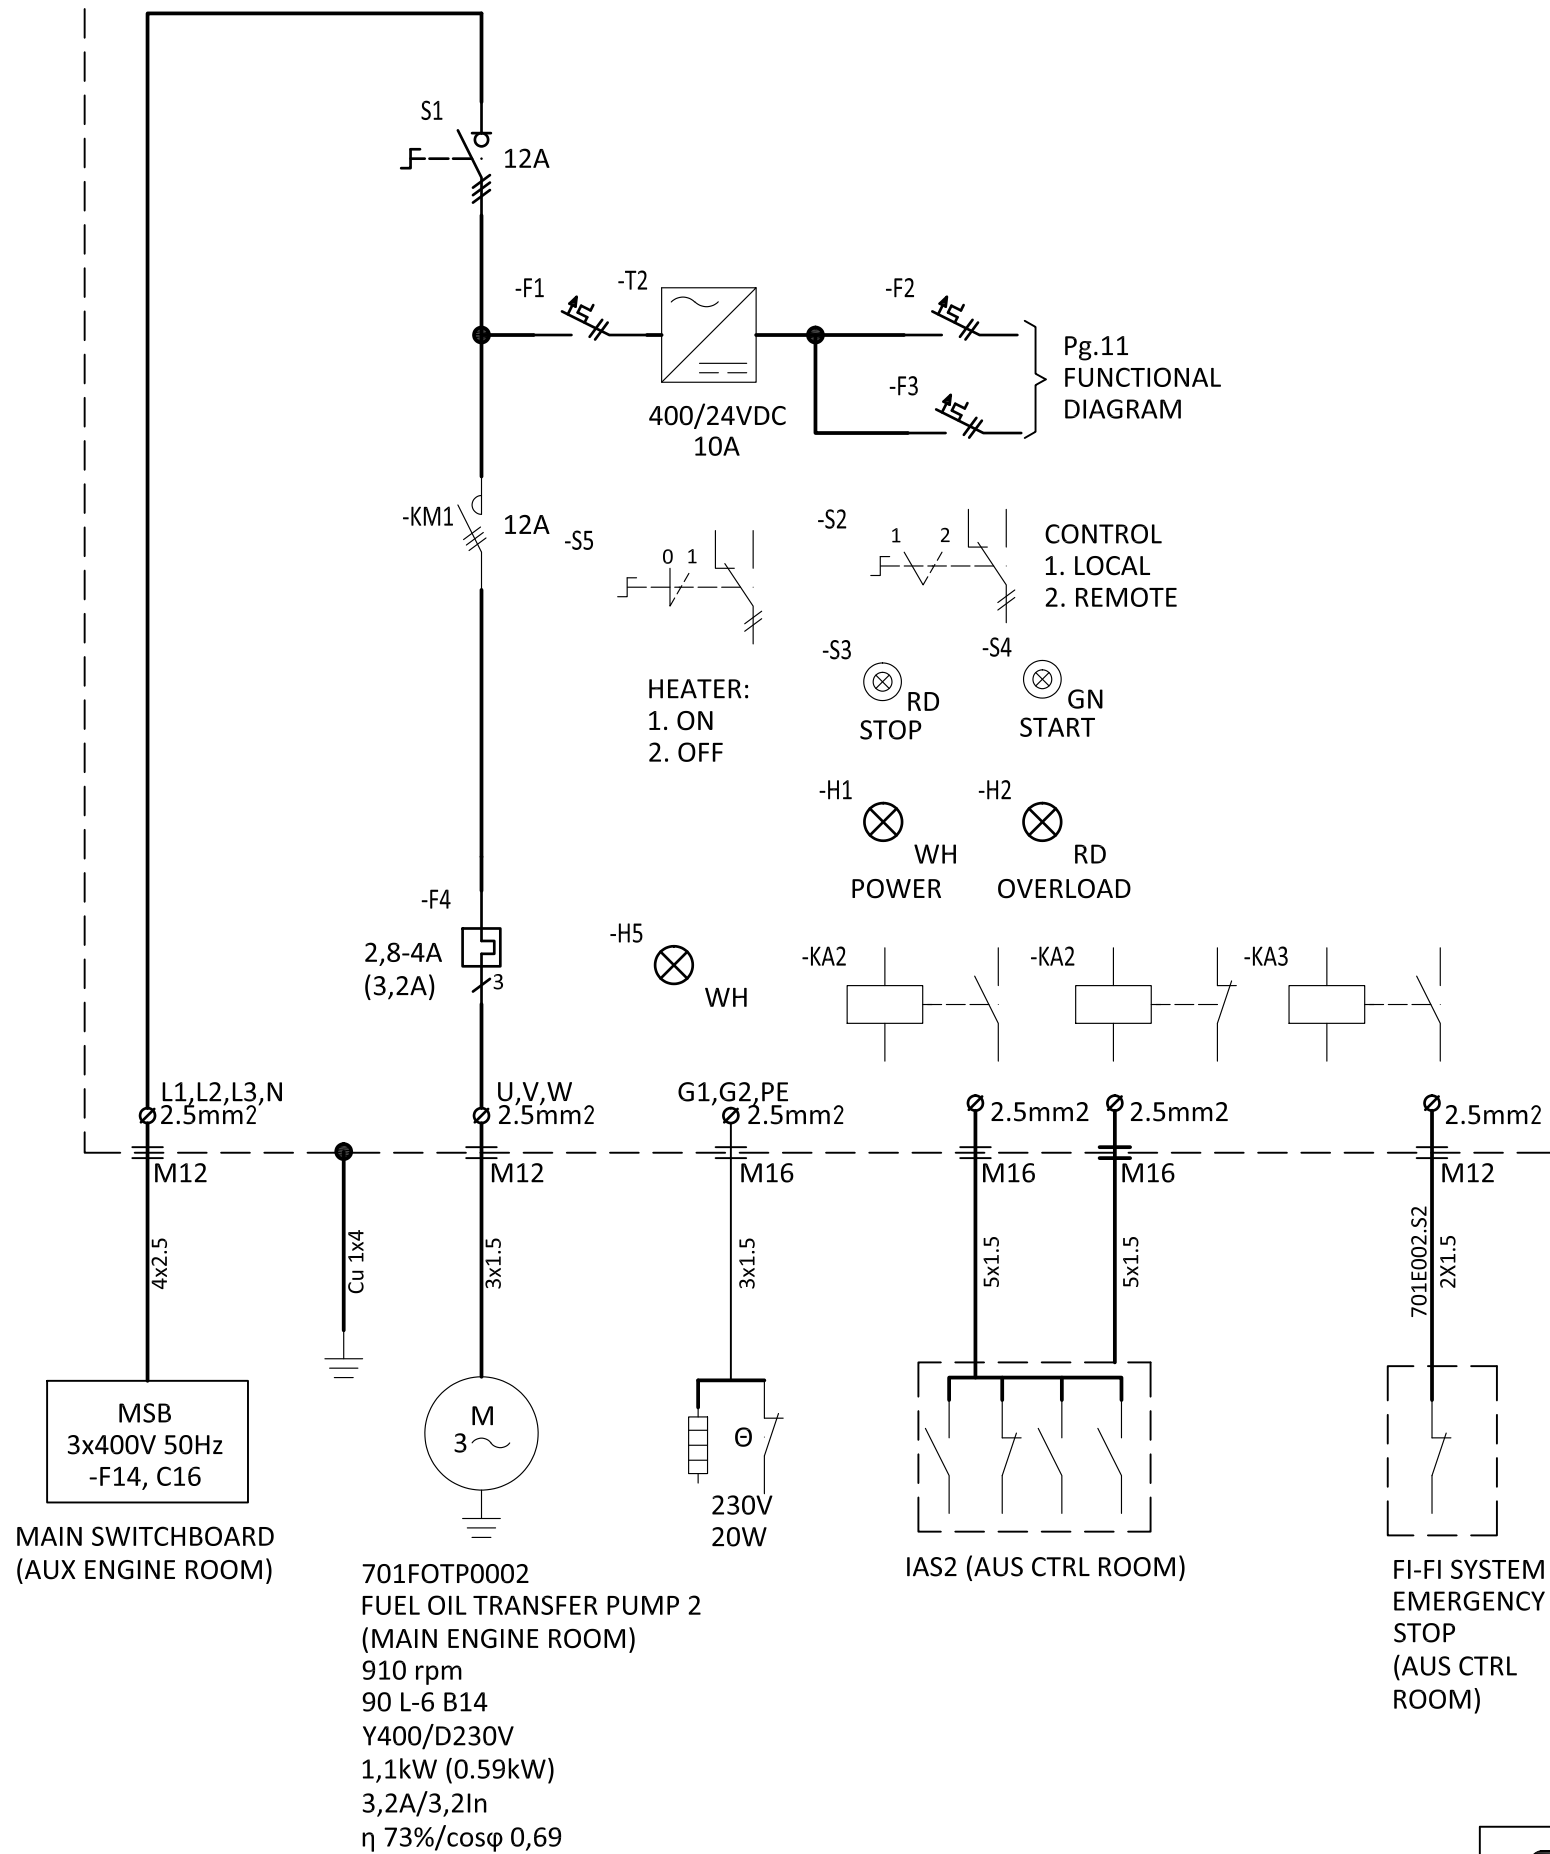 S1
12A
-F1
-T2
-F2
-F3
400/24VDC
10A
Pg.11
FUNCTIONAL
DIAGRAM
-KM1
12A
-S5
0 1
HEATER:
1. ON
2. OFF
-S2
1 2
CONTROL
1. LOCAL
2. REMOTE
-S3
RD
STOP
-S4
GN
START
-H1
WH
POWER
-H2
RD
OVERLOAD
-F4
2,8-4A
(3,2A)
3
-H5
WH
-KA2
-KA2
-KA3
L1,L2,L3,N
2.5mm2
U,V,W
2.5mm2
G1,G2,PE
2.5mm2
2.5mm2
2.5mm2
2.5mm2
M12
M12
M16
M16
M16
M12
4x2.5
Cu 1x4
3x1.5
3x1.5
5x1.5
5x1.5
701E002.S2
2X1.5
MSB
3x400V 50Hz
-F14, C16
MAIN SWITCHBOARD
(AUX ENGINE ROOM)
M
3
701FOTP0002
FUEL OIL TRANSFER PUMP 2
(MAIN ENGINE ROOM)
910 rpm
90 L-6 B14
Y400/D230V
1,1kW (0.59kW)
3,2A/3,2In
η 73%/cosφ 0,69
Θ
230V
20W
IAS2 (AUS CTRL ROOM)
FI-FI SYSTEM
EMERGENCY
STOP
(AUS CTRL
ROOM)